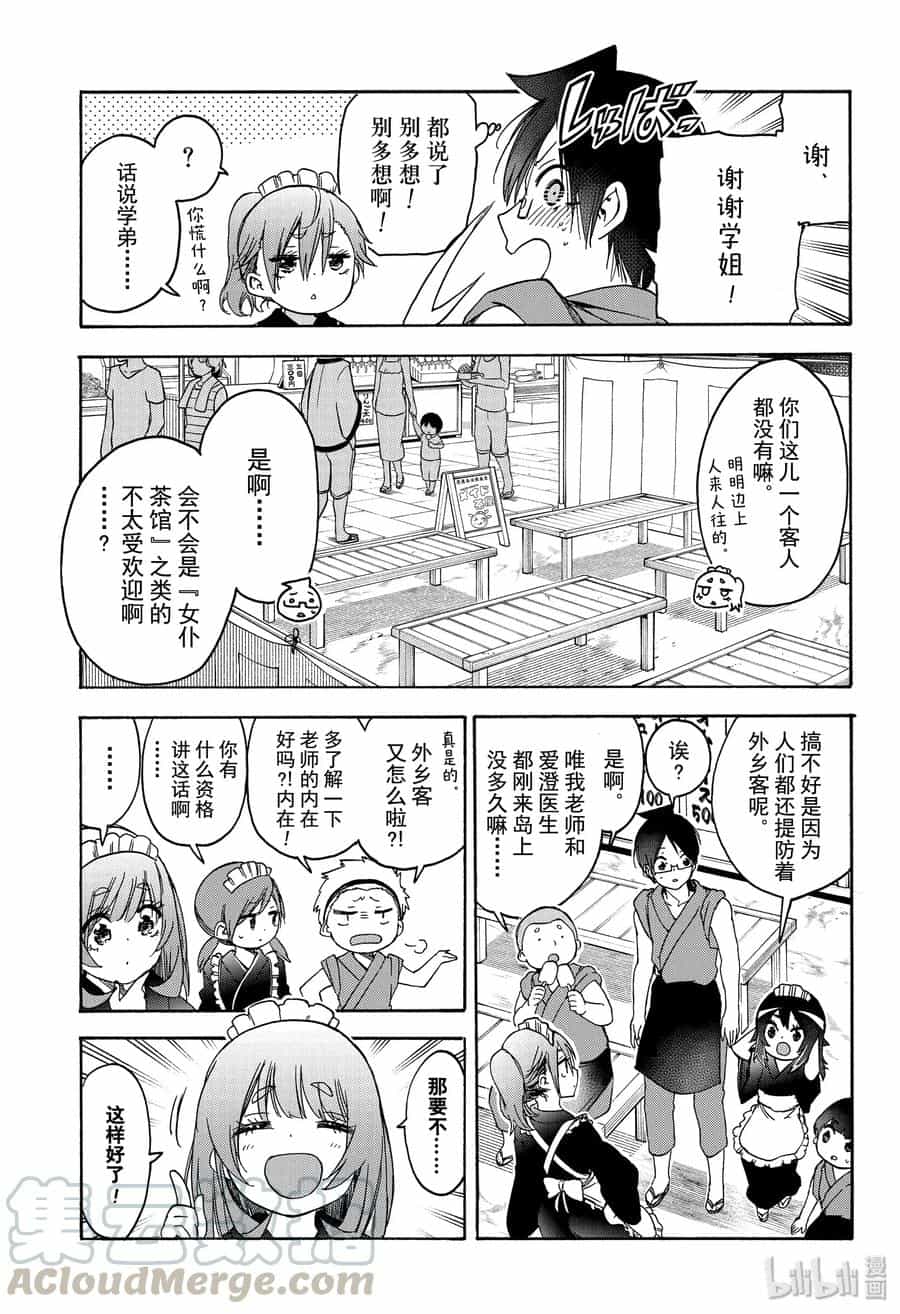 谢、
谢谢学姐！
しゅばっ
都说了
别多想！
别多想啊！
？
话说学弟……
你慌什么啊？
你们这儿一个客人
都没有嘛。
明明边上
人来人往的。
是啊……
会不会是『女仆
茶馆』之类的
不太受欢迎啊
……？
メイド
搞不好是因为
人们都还提防着
外乡客呢。
诶？
是啊。
唯我老师和
爱澄医生
都刚来岛上
没多久嘛……
100
500
真是的。
外乡客
又怎么啦?!
多了解一下
老师的内在
好吗?!内在！
你有
什么资格
讲这话啊
……
……
那要不…
这样好了！
集云数据
ACloudMerge.com
bilibili
漫画